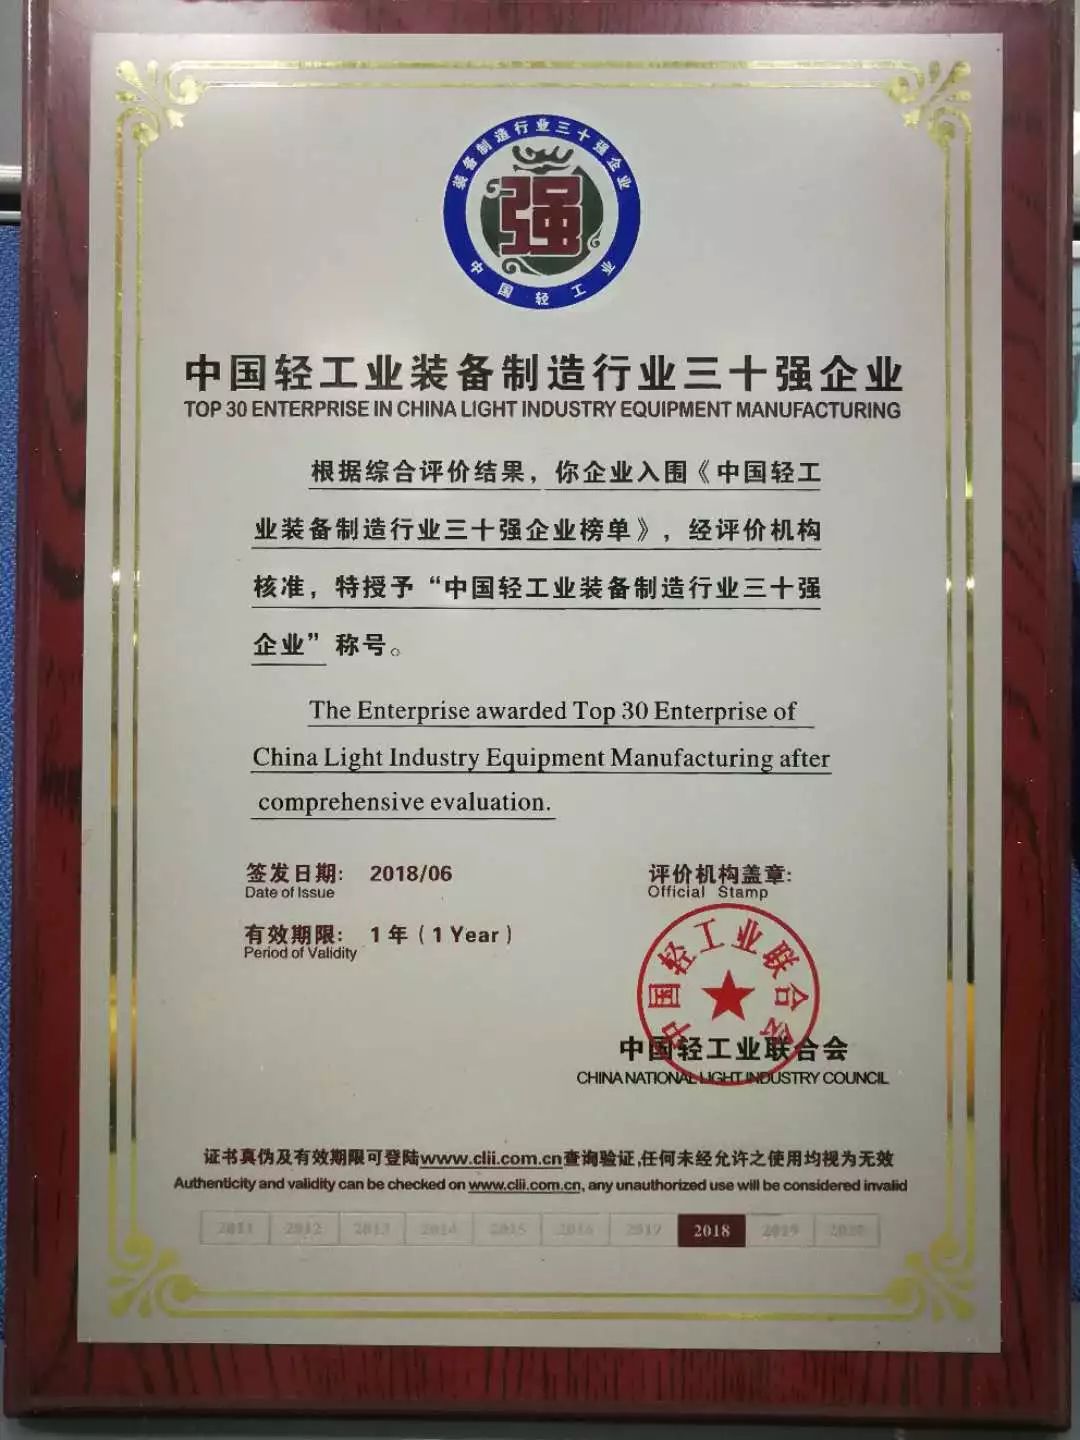 装备制造行业三十强企业
强
中国轻工业
中国轻工业装备制造行业三十强企业
TOP 30 ENTERPRISE IN CHINA LIGHT INDUSTRY EQUIPMENT MANUFACTURING
根据综合评价结果，你企业入围《中国轻工
业装备制造行业三十强企业榜单》，经评价机构
核准，特授予“中国轻工业装备制造行业三十强
企业”称号。
The Enterprise awarded Top 30 Enterprise of
China Light Industry Equipment Manufacturing after
comprehensive evaluation.
签发日期: 2018/06
Date of Issue
有效期限: 1 年 ( 1 Year )
Period of Validity
评价机构盖章:
Official Stamp
中国轻工业联合会
中国轻工业联合会
CHINA NATIONAL LIGHT INDUSTRY COUNCIL
证书真伪及有效期限可登陆www.clii.com.cn查询验证,任何未经允许之使用均视为无效
Authenticity and validity can be checked on www.clii.com.cn, any unauthorized use will be considered invalid
2011 2012 2013 2014 2015 2016 2017 2018 2019 2020